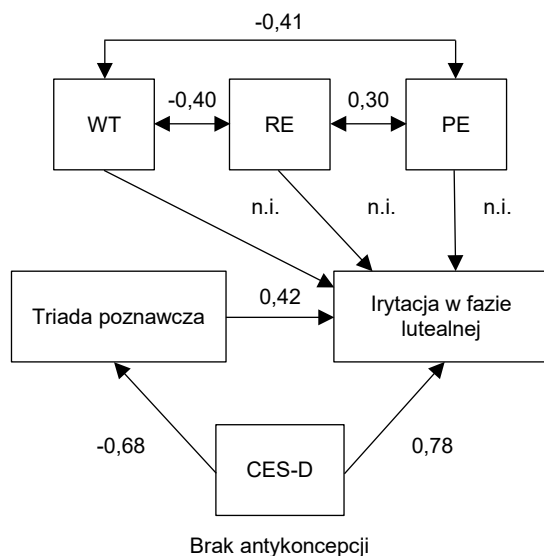 -0,41
-0,40
0,30
WT
RE
PE
n.i.
n.i.
n.i.
Triada poznawcza
0,42
Irytacja w fazie
lutealnej
-0,68
CES-D
0,78
Brak antykoncepcji